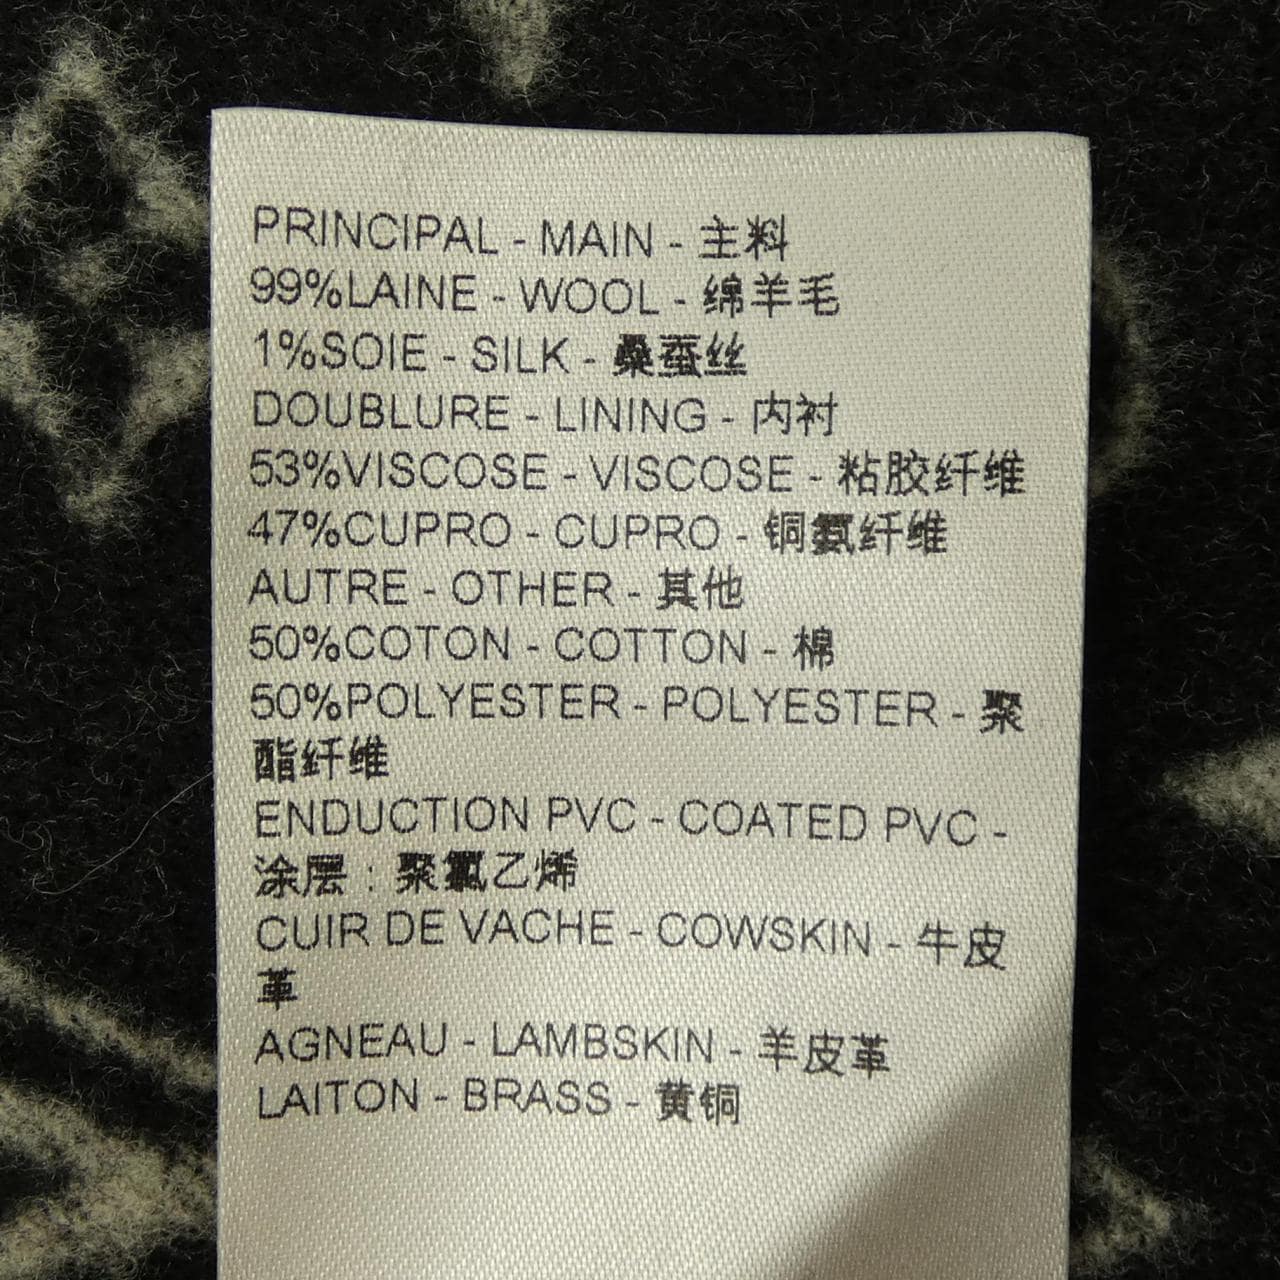 PRINCIPAL - MAIN - 主料
99%LAINE - WOOL - 绵羊毛
1%SOIE - SILK - 桑蚕丝
DOUBLURE - LINING - 内衬
53%VISCOSE - VISCOSE - 粘胶纤维
47%CUPRO - CUPRO - 铜氨纤维
AUTRE - OTHER - 其他
50%COTON - COTTON - 棉
50%POLYESTER - POLYESTER - 聚
酯纤维
ENDUCTION PVC - COATED PVC -
涂层 : 聚氯乙烯
CUIR DE VACHE - COWSKIN - 牛皮
革
AGNEAU - LAMBSKIN - 羊皮革
LAITON - BRASS - 黄铜